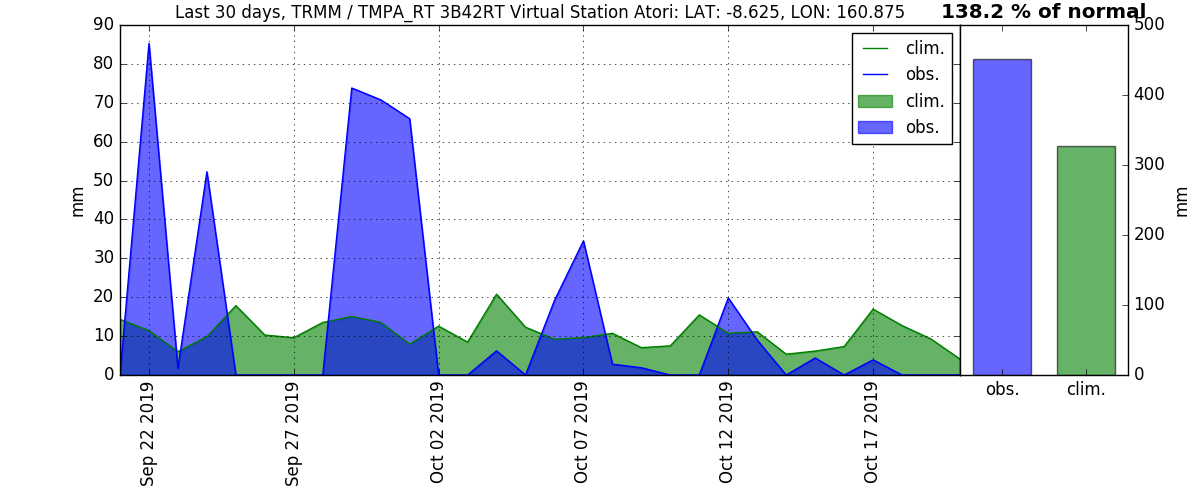 Last 30 days, TRMM / TMPA_RT 3B42RT Virtual Station Atori: LAT: -8.625, LON: 160.875
138.2 % of normal
90
80
70
60
50
40
30
20
10
0
mm
Sep 22 2019
Sep 27 2019
Oct 02 2019
Oct 07 2019
Oct 12 2019
Oct 17 2019
clim.
obs.
clim.
obs.
500
400
300
200
100
0
mm
obs.
clim.